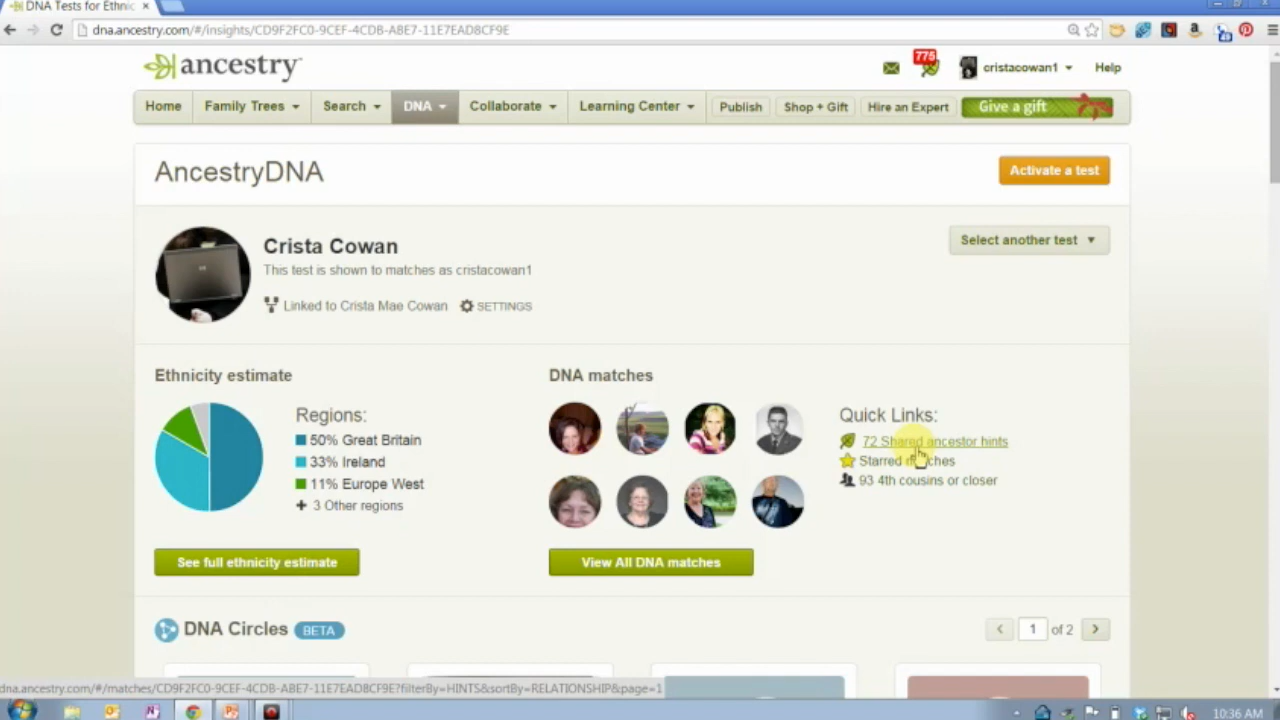 DNA Tests for Ethnic
dna.ancestry.com/#/insights/CD9F2FC0-9CEF-4CDB-ABE7-11E7EAD8CF9E
ancestry
775
cristacowan1
Help
Home
Family Trees
Search
DNA
Collaborate
Learning Center
Publish
Shop + Gift
Hire an Expert
Give a gift
AncestryDNA
Activate a test
Crista Cowan
This test is shown to matches as cristacowan1
Linked to Crista Mae Cowan
SETTINGS
Select another test
Ethnicity estimate
Regions:
50% Great Britain
33% Ireland
11% Europe West
3 Other regions
See full ethnicity estimate
DNA matches
View All DNA matches
Quick Links:
72 Shared ancestor hints
Starred matches
93 4th cousins or closer
DNA Circles BETA
1 of 2
dna.ancestry.com/#/matches/CD9F2FC0-9CEF-4CDB-ABE7-11E7EAD8CF9E?filterBy=HINTS&sortBy=RELATIONSHIP&page=1
10:36 AM